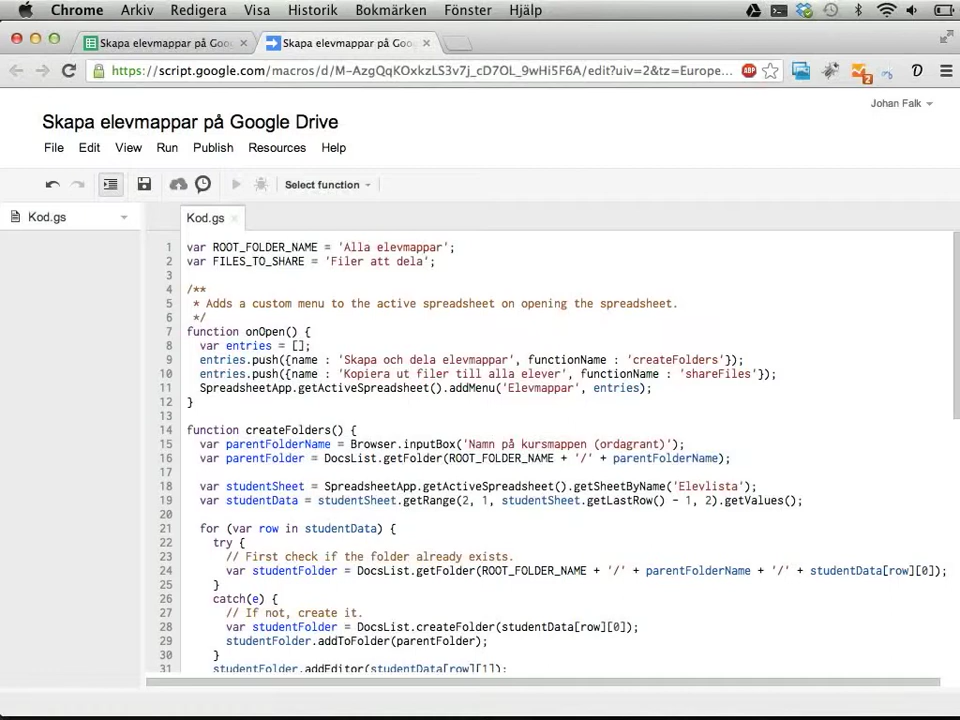 Chrome Arkiv Redigera Visa Historik Bokmärken Fönster Hjälp
Skapa elevmappar på Goo Skapa elevmappar på Goo
https://script.google.com/macros/d/M-AzgQqKOxkzLS3v7j_cD7OL_9wHi5F6A/edit?uiv=2&tz=Europe...
ABP
2
Johan Falk
Skapa elevmappar på Google Drive
File Edit View Run Publish Resources Help
Select function
Kod.gs
Kod.gs
1 var ROOT_FOLDER_NAME = 'Alla elevmappar';
2 var FILES_TO_SHARE = 'Filer att dela';
3
4 /**
5 * Adds a custom menu to the active spreadsheet on opening the spreadsheet.
6 */
7 function onOpen() {
8 var entries = [];
9 entries.push({name : 'Skapa och dela elevmappar', functionName : 'createFolders'});
10 entries.push({name : 'Kopiera ut filer till alla elever', functionName : 'shareFiles'});
11 SpreadsheetApp.getActiveSpreadsheet().addMenu('Elevmappar', entries);
12 }
13
14 function createFolders() {
15 var parentFolderName = Browser.inputBox('Namn på kursmappen (ordagrant)');
16 var parentFolder = DocsList.getFolder(ROOT_FOLDER_NAME + '/' + parentFolderName);
17
18 var studentSheet = SpreadsheetApp.getActiveSpreadsheet().getSheetByName('Elevlista');
19 var studentData = studentSheet.getRange(2, 1, studentSheet.getLastRow() - 1, 2).getValues();
20
21 for (var row in studentData) {
22 try {
23 // First check if the folder already exists.
24 var studentFolder = DocsList.getFolder(ROOT_FOLDER_NAME + '/' + parentFolderName + '/' + studentData[row][0]);
25 }
26 catch(e) {
27 // If not, create it.
28 var studentFolder = DocsList.createFolder(studentData[row][0]);
29 studentFolder.addToFolder(parentFolder);
30 }
31 studentFolder.addEditor(studentData[row][1]);